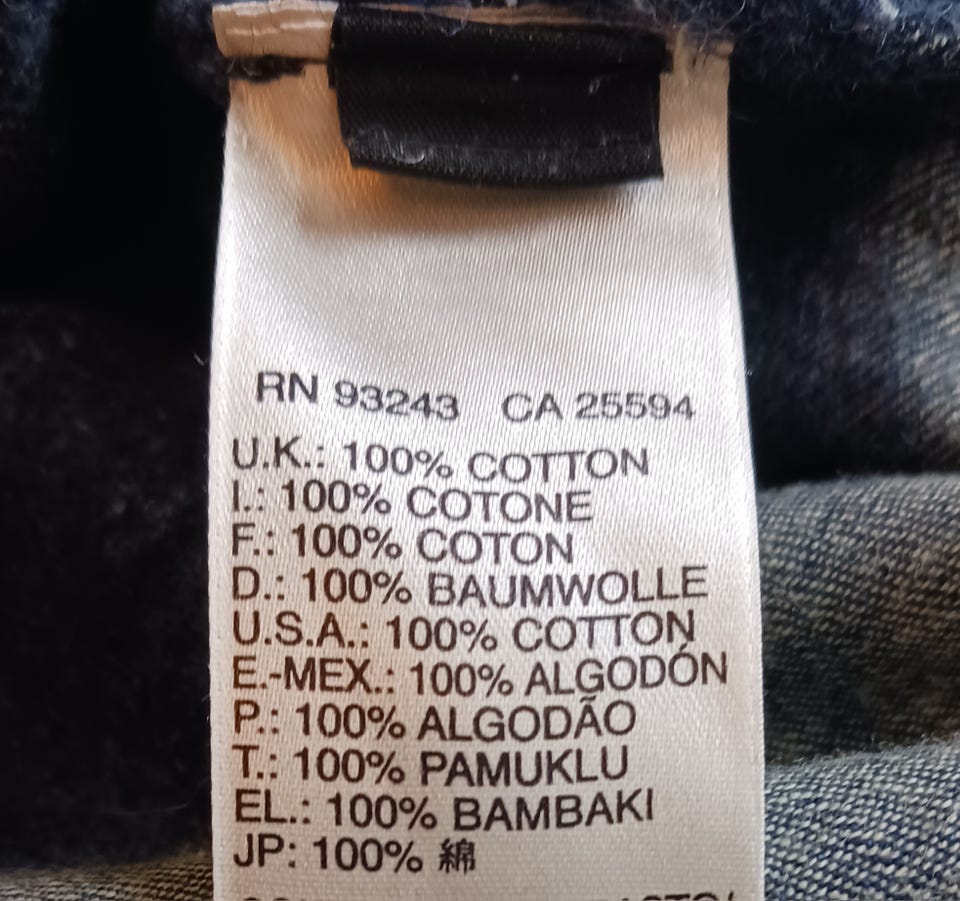 RN 93243 CA 25594
U.K.: 100% COTTON
I.: 100% COTONE
F.: 100% COTON
D.: 100% BAUMWOLLE
U.S.A.: 100% COTTON
E.-MEX.: 100% ALGODÓN
P.: 100% ALGODÃO
T.: 100% PAMUKLU
EL.: 100% BAMBAKI
JP: 100% 綿